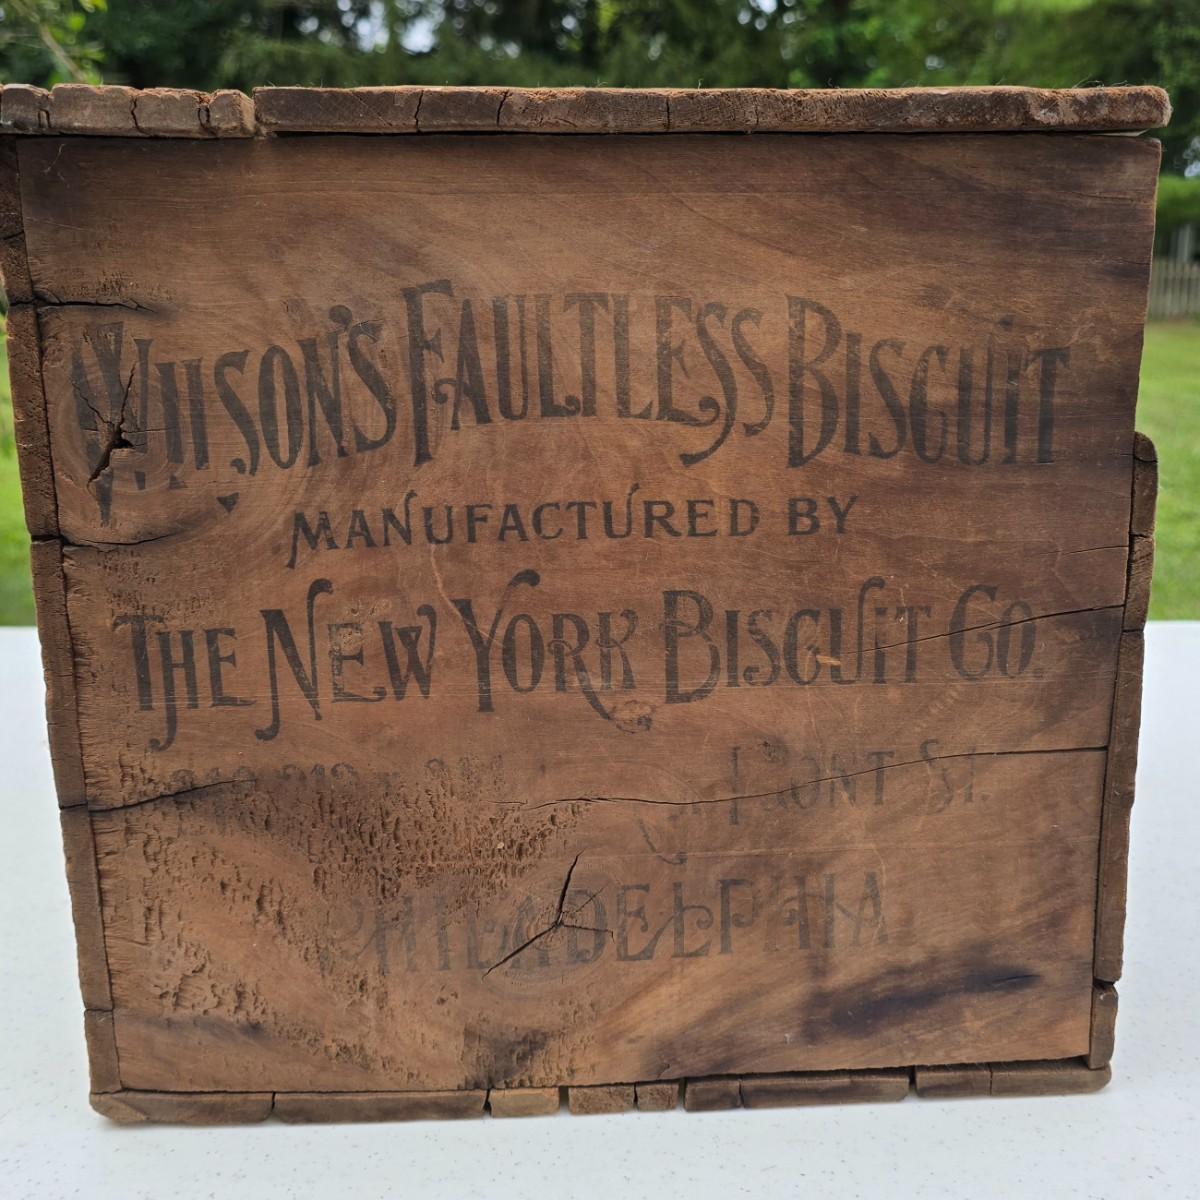 WILSON'S FAULTLESS BISCUIT
MANUFACTURED BY
THE NEW YORK BISCUIT CO.
FRONT ST.
PHILADELPHIA